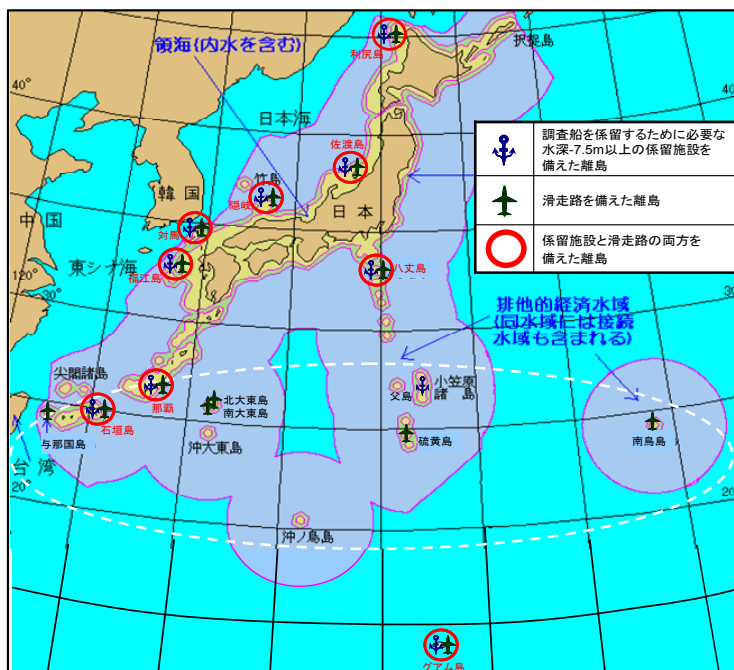 利尻島
択捉島
領海(内水を含む)
40°
40°
日本海
佐渡島
竹島
隠岐
韓国
日本
中国
対馬
東シナ海
福江島
八丈島
120°
30°
30°
調査船を係留するために必要な
水深-7.5m以上の係留施設を
備えた離島
滑走路を備えた離島
係留施設と滑走路の両方を
備えた離島
排他的経済水域
(同水域には接続
水域も含まれる)
尖閣諸島
那覇
北大東島
南大東島
父島
小笠原
諸島
石垣島
与那国島
沖大東島
硫黄島
南鳥島
台湾
20°
20°
沖ノ鳥島
グアム島